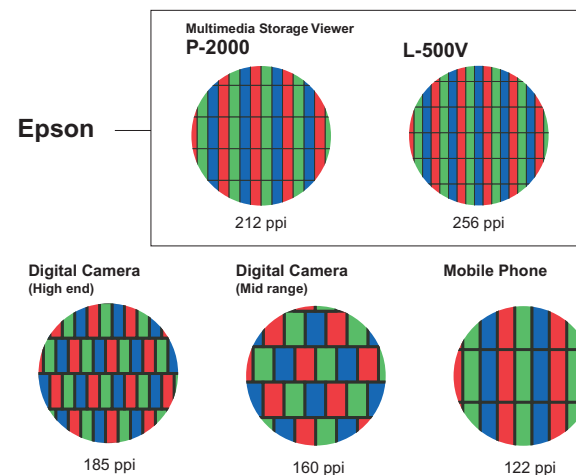 Multimedia Storage Viewer
P-2000
L-500V
Epson
212 ppi
256 ppi
Digital Camera
(High end)
Digital Camera
(Mid range)
Mobile Phone
185 ppi
160 ppi
122 ppi